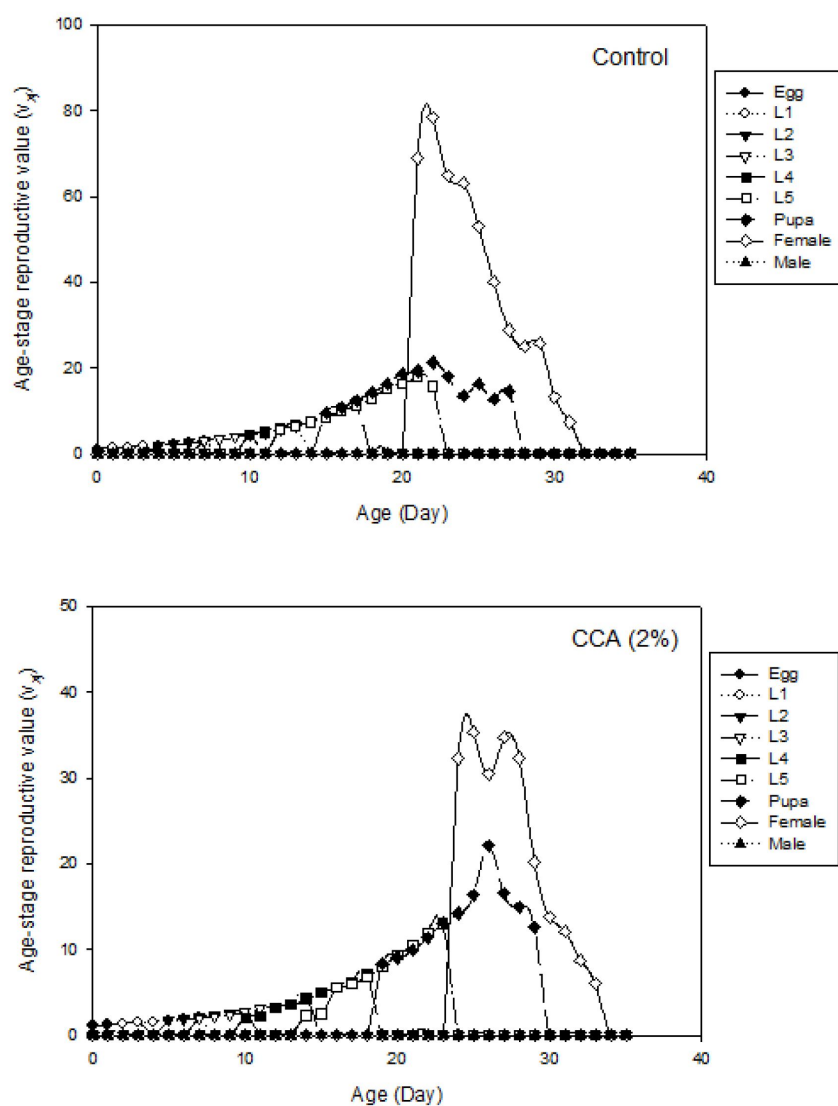 100
80
60
40
20
0
Age-stage reproductive value (vxj)
Control
0 10 20 30 40
Age (Day)
Egg
L1
L2
L3
L4
L5
Pupa
Female
Male
50
40
30
20
10
0
Age-stage reproductive value (vxj)
CCA (2%)
0 10 20 30 40
Age (Day)
Egg
L1
L2
L3
L4
L5
Pupa
Female
Male